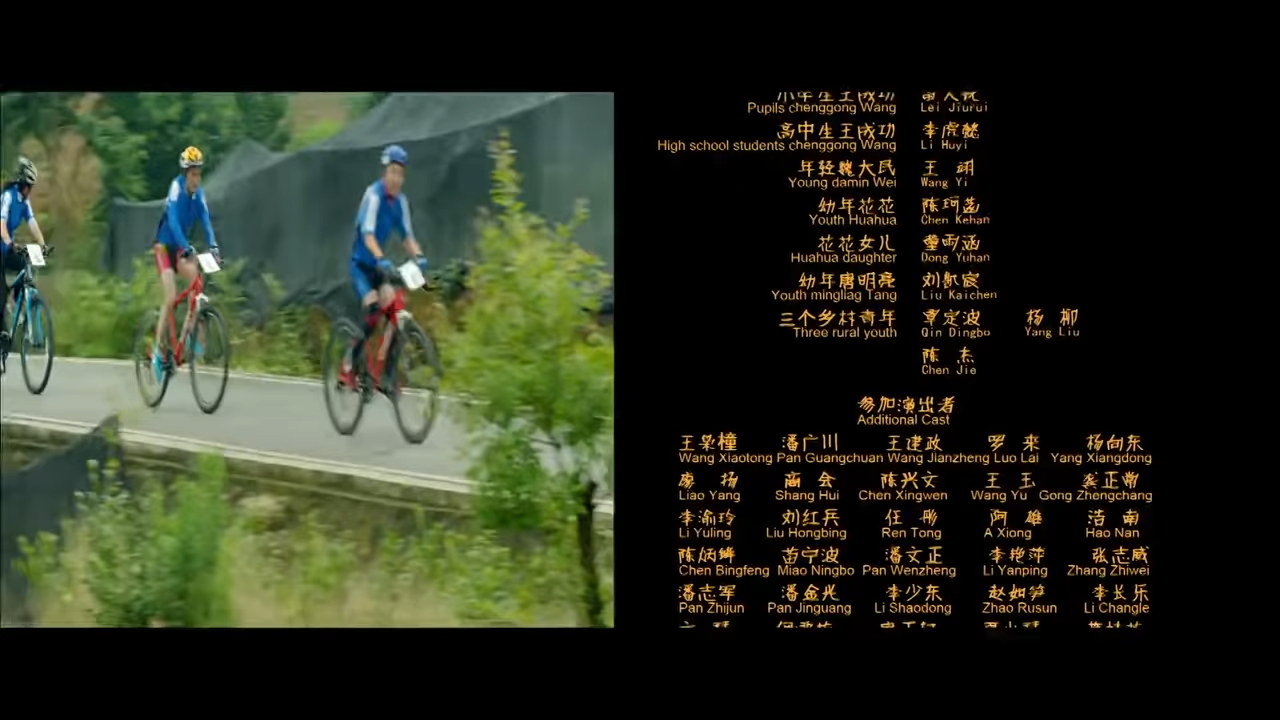 Pupils chenggong Wang Lei Jiurui
高中生王成功 李虎懿
High school students chenggong Wang Li Huyi
年轻魏大民 王 翊
Young damin Wei Wang Yi
幼年花花 陈珂菡
Youth Huahua Chen Kehan
花花女儿 董雨涵
Huahua daughter Dong Yuhan
幼年唐明亮 刘凯宸
Youth mingliag Tang Liu Kaichen
三个乡村青年 覃定波 杨 柳
Three rural youth Qin Dingbo Yang Liu
陈 杰
Chen Jie
参加演出者
Additional Cast
王枭橦 潘广川 王建政 罗 来 杨向东
Wang Xiaotong Pan Guangchuan Wang Jianzheng Luo Lai Yang Xiangdong
廖 扬 商 会 陈兴文 王 玉 龚正常
Liao Yang Shang Hui Chen Xingwen Wang Yu Gong Zhengchang
李渝玲 刘红兵 任 彤 阿 雄 浩 南
Li Yuling Liu Hongbing Ren Tong A Xiong Hao Nan
陈炳峰 苗宁波 潘文正 李艳萍 张志威
Chen Bingfeng Miao Ningbo Pan Wenzheng Li Yanping Zhang Zhiwei
潘志军 潘金光 李少东 赵如笋 李长乐
Pan Zhijun Pan Jinguang Li Shaodong Zhao Rusun Li Changle